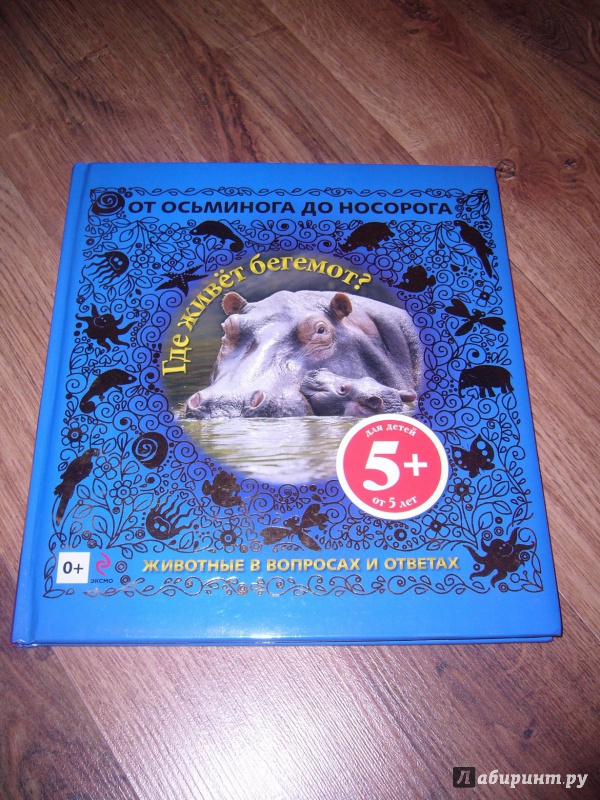 ОТ ОСЬМИНОГА ДО НОСОРОГА
Где живёт бегемот?
для детей
5+
от 5 лет
0+
ЭКСМО
ЖИВОТНЫЕ В ВОПРОСАХ И ОТВЕТАХ
Лабиринт.ру